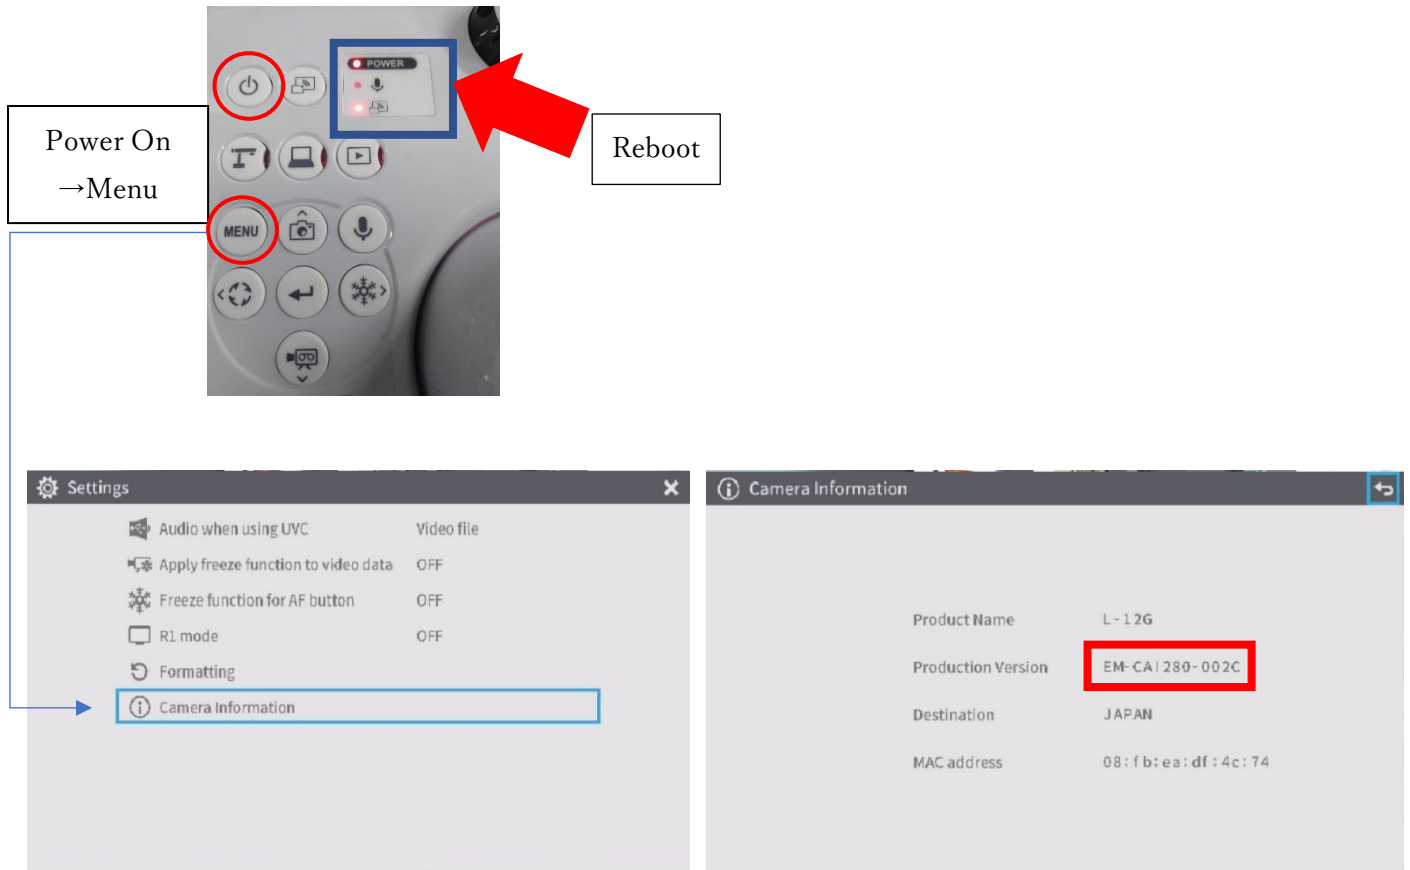 POWER
Power On
→Menu
Reboot
MENU
Settings
Audio when using UVC Video file
Apply freeze function to video data OFF
Freeze function for AF button OFF
R1 mode OFF
Formatting
Camera Information
Camera Information
Product Name L-12G
Production Version EM-CAI280-002C
Destination JAPAN
MAC address 08:fb:ea:df:4c:74